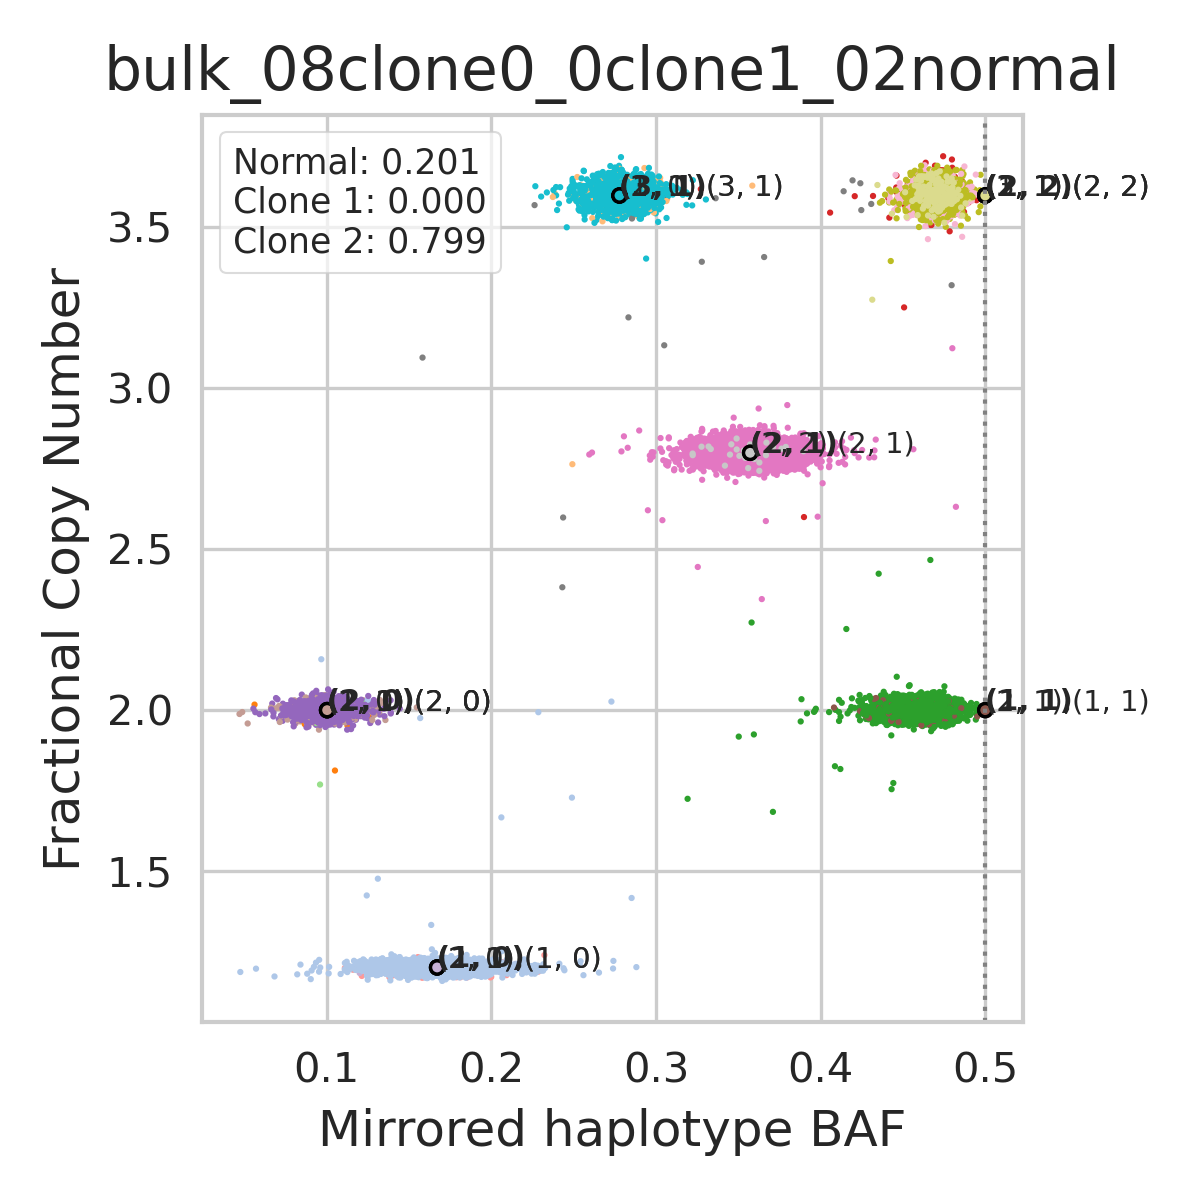 bulk_08clone0_0clone1_02normal
Normal: 0.201
Clone 1: 0.000
Clone 2: 0.799
(3, 1)
(2, 2)
3.5
3.0
(2, 1)
2.5
2.0
(2, 0)
(1, 1)
1.5
(1, 0)
0.1
0.2
0.3
0.4
0.5
Fractional Copy Number
Mirrored haplotype BAF